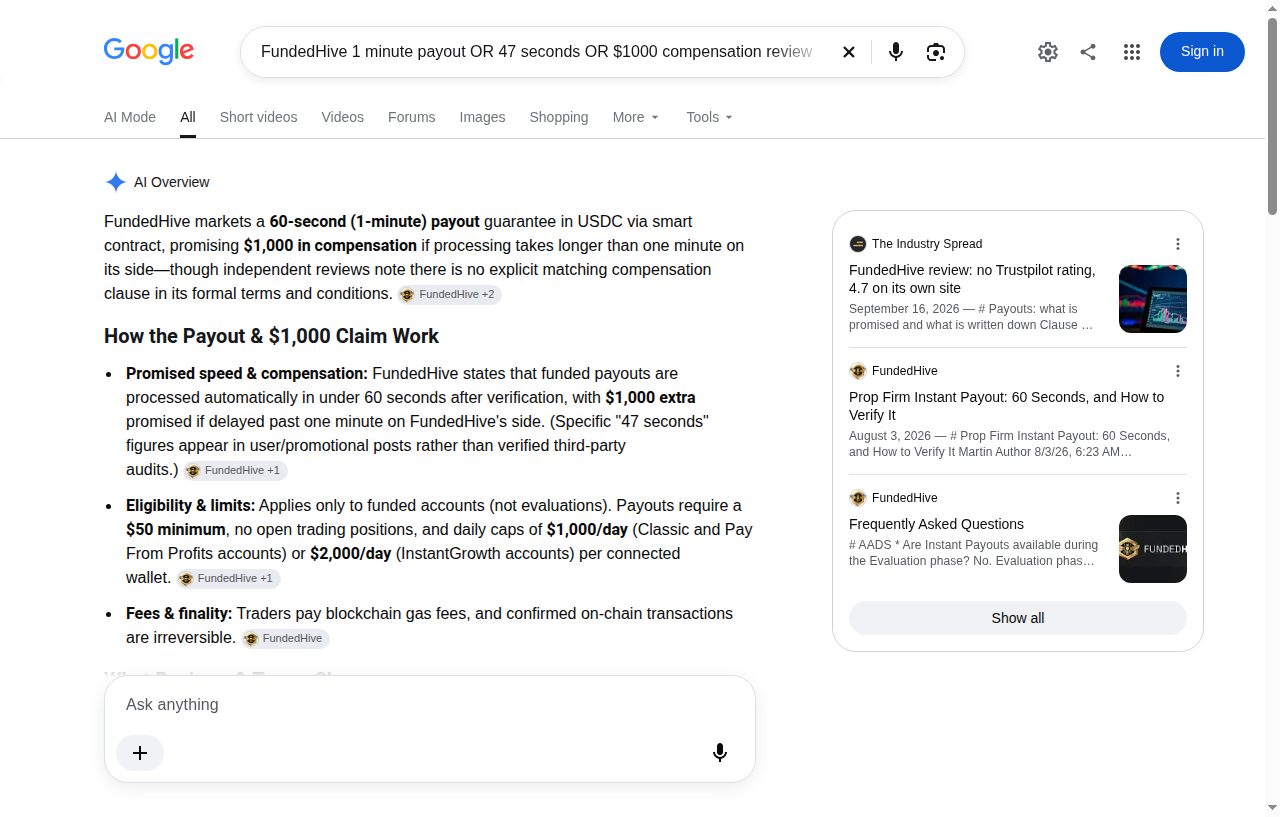 Google
FundedHive 1 minute payout OR 47 seconds OR $1000 compensation review
Sign in
AI Mode
All
Short videos
Videos
Forums
Images
Shopping
More
Tools
AI Overview
FundedHive markets a 60-second (1-minute) payout guarantee in USDC via smart
contract, promising $1,000 in compensation if processing takes longer than one minute on
its side—though independent reviews note there is no explicit matching compensation
clause in its formal terms and conditions. FundedHive +2
How the Payout & $1,000 Claim Work
• Promised speed & compensation: FundedHive states that funded payouts are
processed automatically in under 60 seconds after verification, with $1,000 extra
promised if delayed past one minute on FundedHive's side. (Specific "47 seconds"
figures appear in user/promotional posts rather than verified third-party
audits.) FundedHive +1
• Eligibility & limits: Applies only to funded accounts (not evaluations). Payouts require a
$50 minimum, no open trading positions, and daily caps of $1,000/day (Classic and Pay
From Profits accounts) or $2,000/day (InstantGrowth accounts) per connected
wallet. FundedHive +1
• Fees & finality: Traders pay blockchain gas fees, and confirmed on-chain transactions
are irreversible. FundedHive
Ask anything
The Industry Spread
FundedHive review: no Trustpilot rating,
4.7 on its own site
September 16, 2026 — # Payouts: what is
promised and what is written down Clause ...
FundedHive
Prop Firm Instant Payout: 60 Seconds, and How to
Verify It
August 3, 2026 — # Prop Firm Instant Payout: 60 Seconds,
and How to Verify It Martin Author 8/3/26, 6:23 AM...
FundedHive
Frequently Asked Questions
# AADS * Are Instant Payouts available during
the Evaluation phase? No. Evaluation phas...
FUNDEDH
Show all